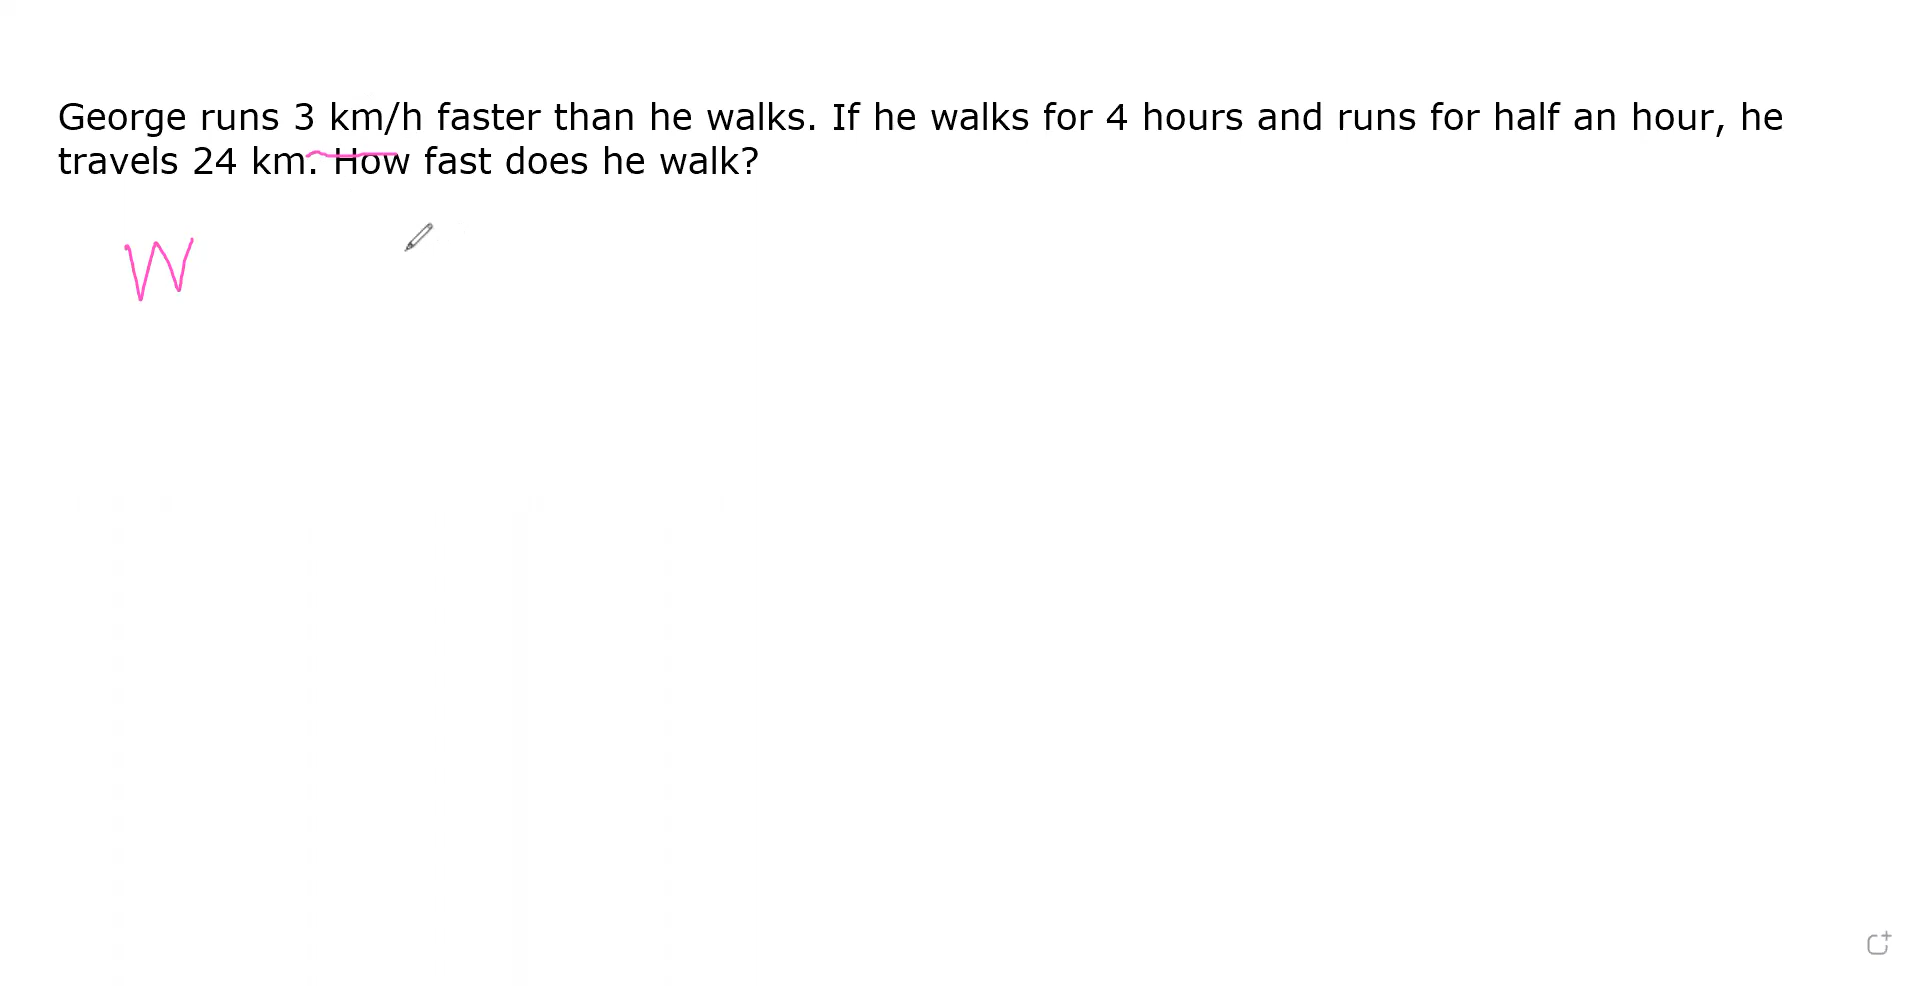 George runs 3 km/h faster than he walks. If he walks for 4 hours and runs for half an hour, he
travels 24 km. How fast does he walk?
W